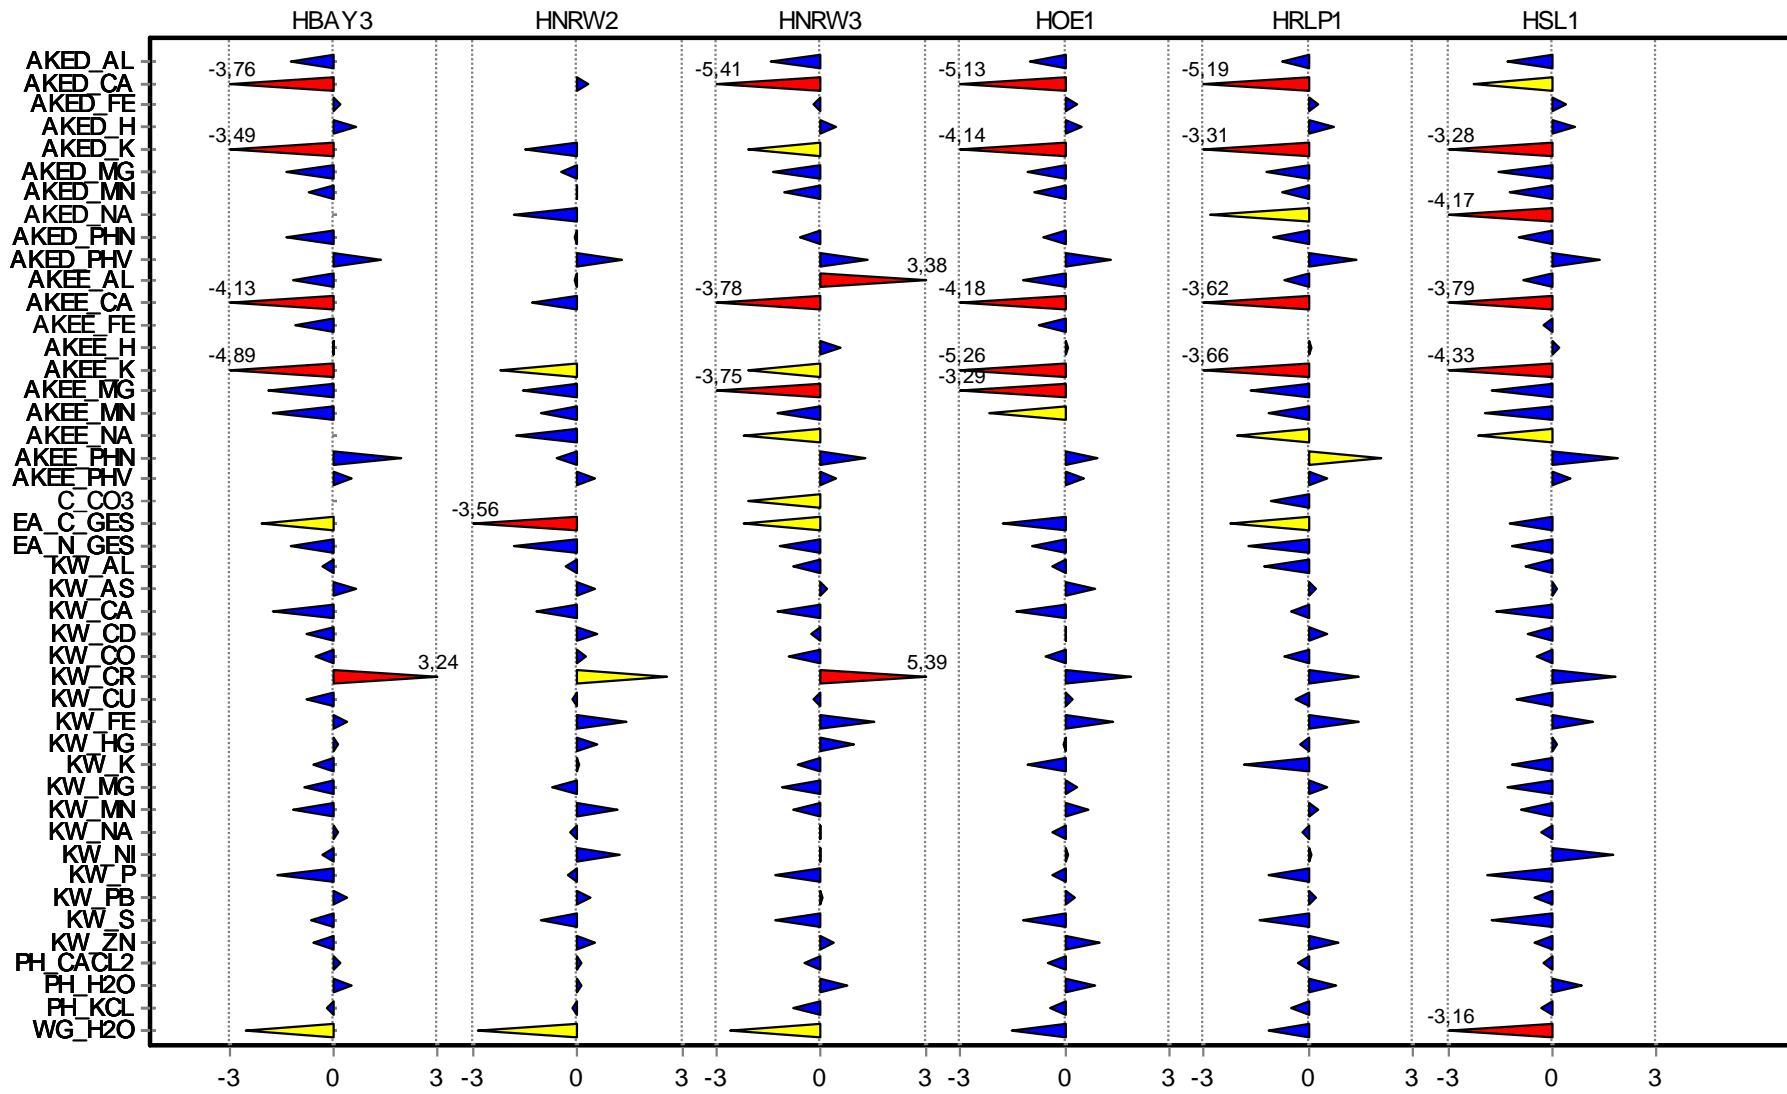 HBAY3 HNRW2 HNRW3 HOE1 HRLP1 HSL1
AKED_AL
-3,76 -5,41 -5,13 -5,19
AKED_CA
AKED_FE
AKED_H
-3,49 -4,14 -3,31 -3,28
AKED_K
AKED_MG
AKED_MN
-4,17
AKED_NA
AKED_PHN
AKED_PHV
3,38
AKEE_AL
-4,13 -3,78 -4,18 -3,62 -3,79
AKEE_CA
AKEE_FE
AKEE_H
-4,89 -5,26 -3,66 -4,33
AKEE_K
-3,75 -3,29
AKEE_MG
AKEE_MN
AKEE_NA
AKEE_PHN
AKEE_PHV
C_CO3
-3,56
EA_C_GES
EA_N_GES
KW_AL
KW_AS
KW_CA
KW_CD
KW_CO
3,24 5,39
KW_CR
KW_CU
KW_FE
KW_HG
KW_K
KW_MG
KW_MN
KW_NA
KW_NI
KW_P
KW_PB
KW_S
KW_ZN
PH_CACL2
PH_H2O
PH_KCL
-3,16
WG_H2O
-3 0 3 -3 0 3 -3 0 3 -3 0 3 -3 0 3 -3 0 3